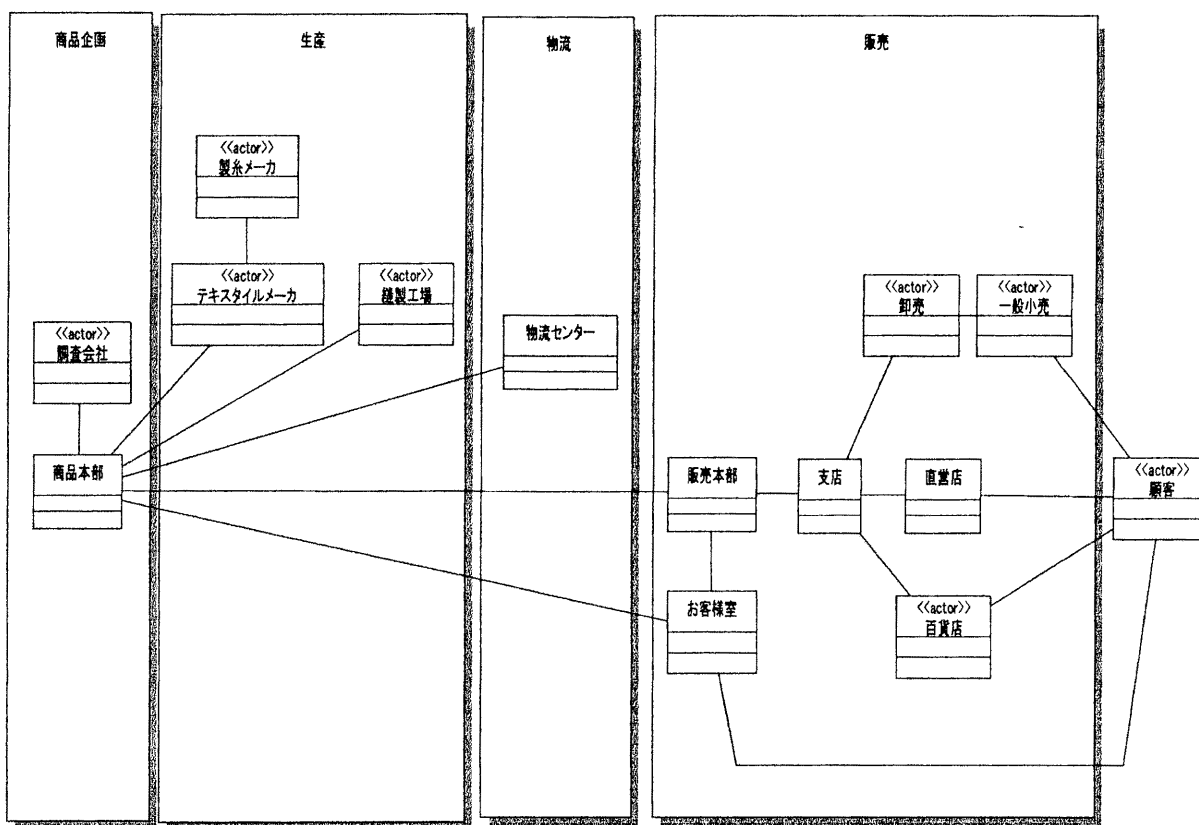 商品企画
生産
物流
販売
<<actor>>
製糸メーカ
<<actor>>
テキスタイルメーカ
<<actor>>
縫製工場
<<actor>>
卸売
<<actor>>
一般小売
<<actor>>
調査会社
物流センター
商品本部
販売本部
支店
直営店
<<actor>>
顧客
お客様室
<<actor>>
百貨店